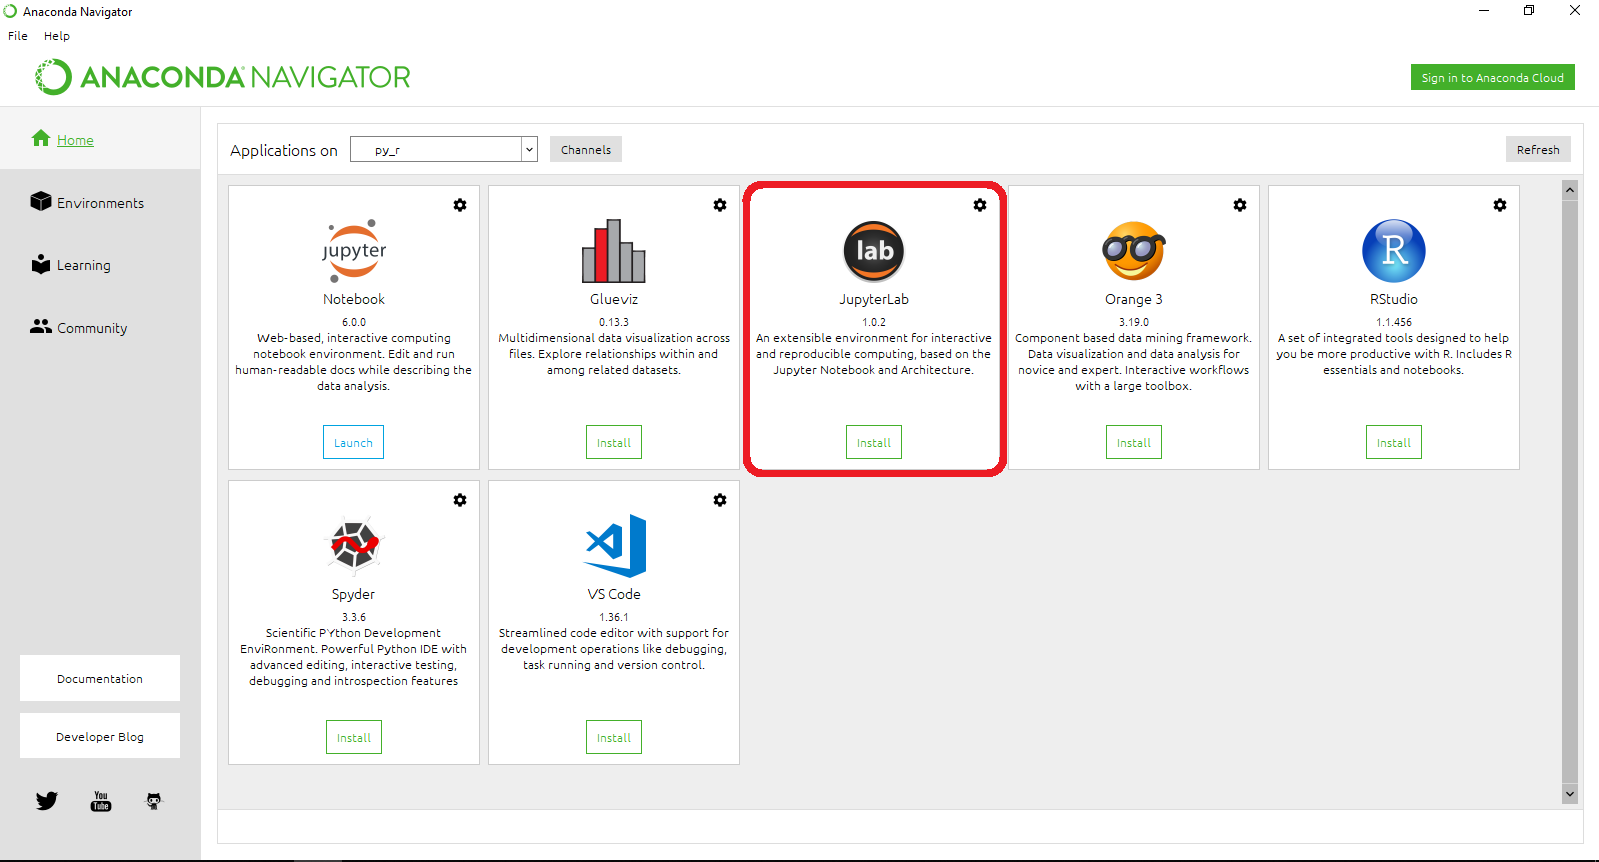 Anaconda Navigator
File Help
ANACONDA NAVIGATOR
Sign in to Anaconda Cloud
Home
Environments
Learning
Community
Documentation
Developer Blog
You
Tube
Applications on py_r Channels Refresh
jupyter
Notebook
6.0.0
Web-based, interactive computing
notebook environment. Edit and run
human-readable docs while describing the
data analysis.
Launch
Glueviz
0.13.3
Multidimensional data visualization across
files. Explore relationships within and
among related datasets.
Install
lab
JupyterLab
1.0.2
An extensible environment for interactive
and reproducible computing, based on the
Jupyter Notebook and Architecture.
Install
Orange 3
3.19.0
Component based data mining framework.
Data visualization and data analysis for
novice and expert. Interactive workflows
with a large toolbox.
Install
R
RStudio
1.1.456
A set of integrated tools designed to help
you be more productive with R. Includes R
essentials and notebooks.
Install
Spyder
3.3.6
Scientific PYthon Development
EnviRonment. Powerful Python IDE with
advanced editing, interactive testing,
debugging and introspection features
Install
VS Code
1.36.1
Streamlined code editor with support for
development operations like debugging,
task running and version control.
Install